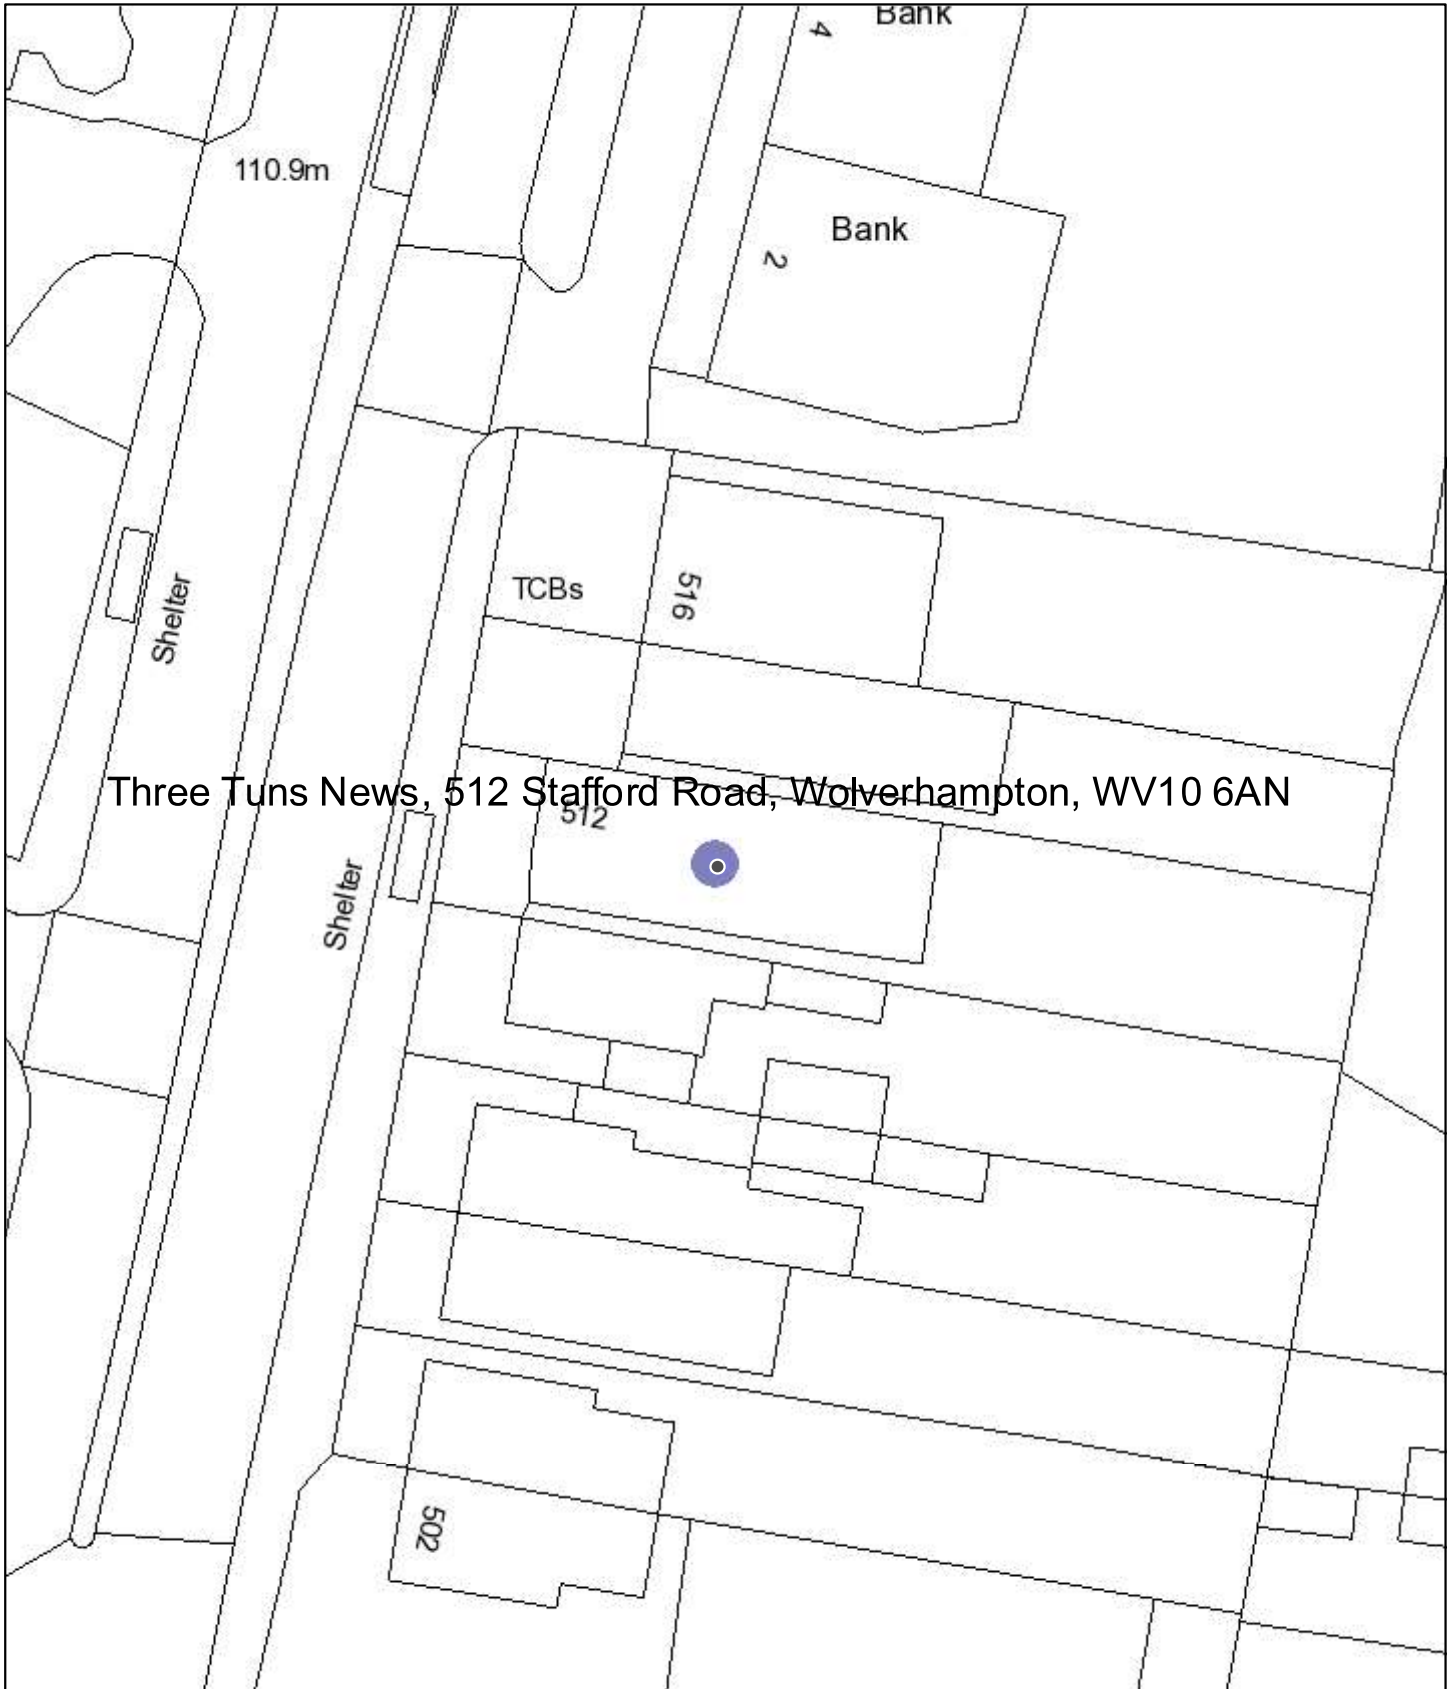 4
Bank
110.9m
Bank
2
TCBs
516
Shelter
Three Tuns News, 512 Stafford Road, Wolverhampton, WV10 6AN
512
Shelter
502